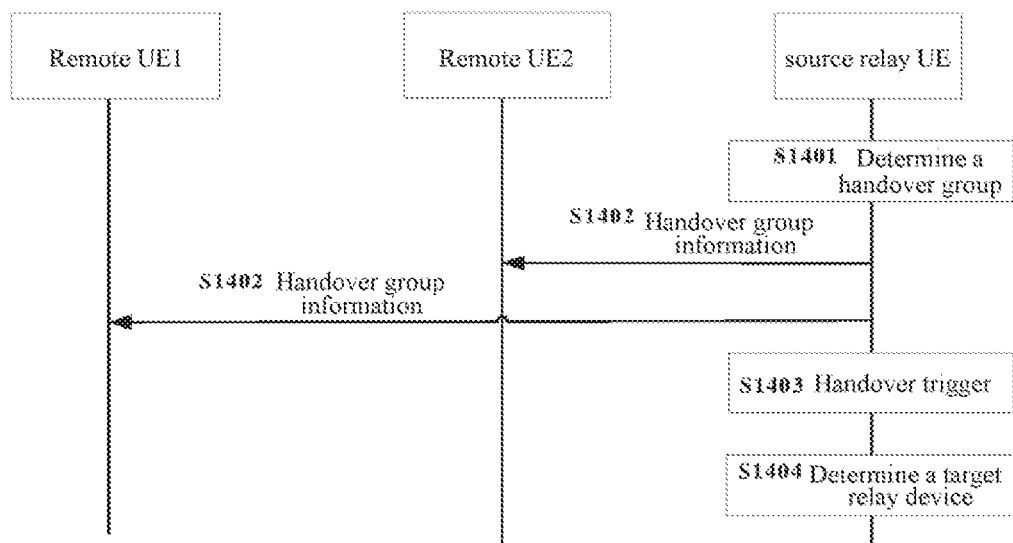 Remote UE1
Remote UE2
source relay UE
S1401 Determine a
handover group
S1402 Handover group
information
S1402 Handover group
information
S1403 Handover trigger
S1404 Determine a target
relay device